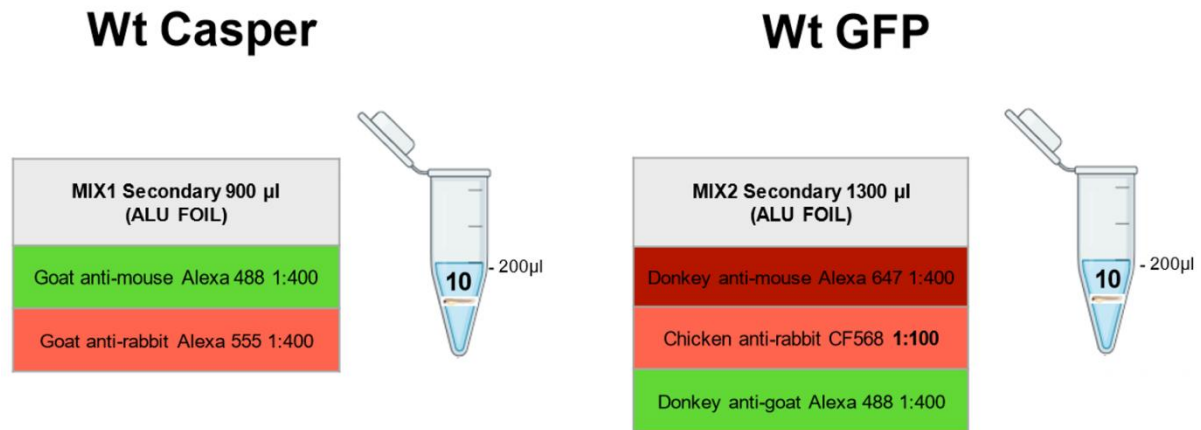 Wt Casper
MIX1 Secondary 900 µl
(ALU FOIL)
Goat anti-mouse Alexa 488 1:400
Goat anti-rabbit Alexa 555 1:400
10
- 200µl
Wt GFP
MIX2 Secondary 1300 µl
(ALU FOIL)
Donkey anti-mouse Alexa 647 1:400
Chicken anti-rabbit CF568 1:100
Donkey anti-goat Alexa 488 1:400
10
- 200µl